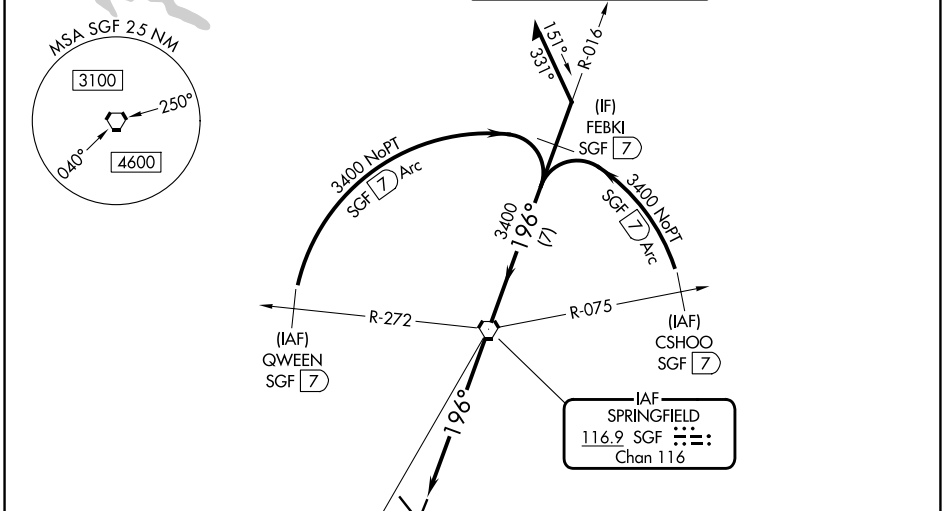 MSA SGF 25 NM
3100
250°
040°
4600
151°
331°
R-016
(IF)
FEBKI
SGF 7
3400 NoPT
SGF 7 Arc
3400 NoPT
SGF 7 Arc
3400
196°
(7)
R-272
R-075
(IAF)
QWEEN
SGF 7
(IAF)
CSHOO
SGF 7
196°
IAF
SPRINGFIELD
116.9 SGF
Chan 116